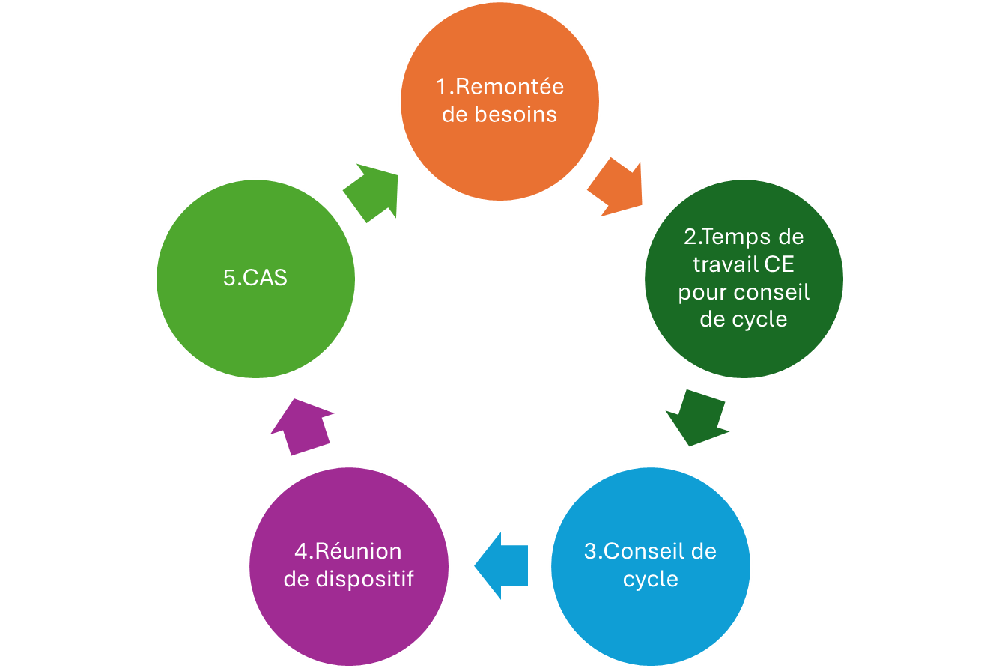 1.Remontée
de besoins
2.Temps de
travail CE
pour conseil
de cycle
3.Conseil de
cycle
4.Réunion
de dispositif
5.CAS